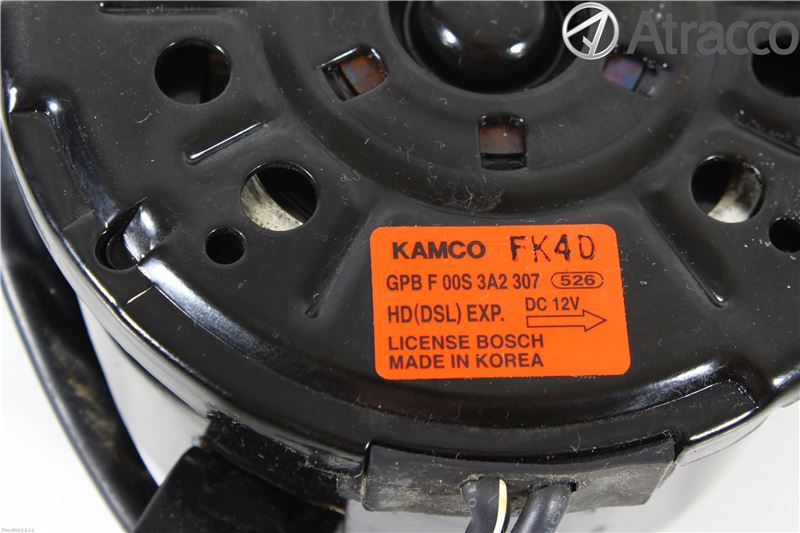 Atracco
KAMCO FK4D
GPB F 00S 3A2 307 526
HD(DSL) EXP. DC 12V
LICENSE BOSCH
MADE IN KOREA